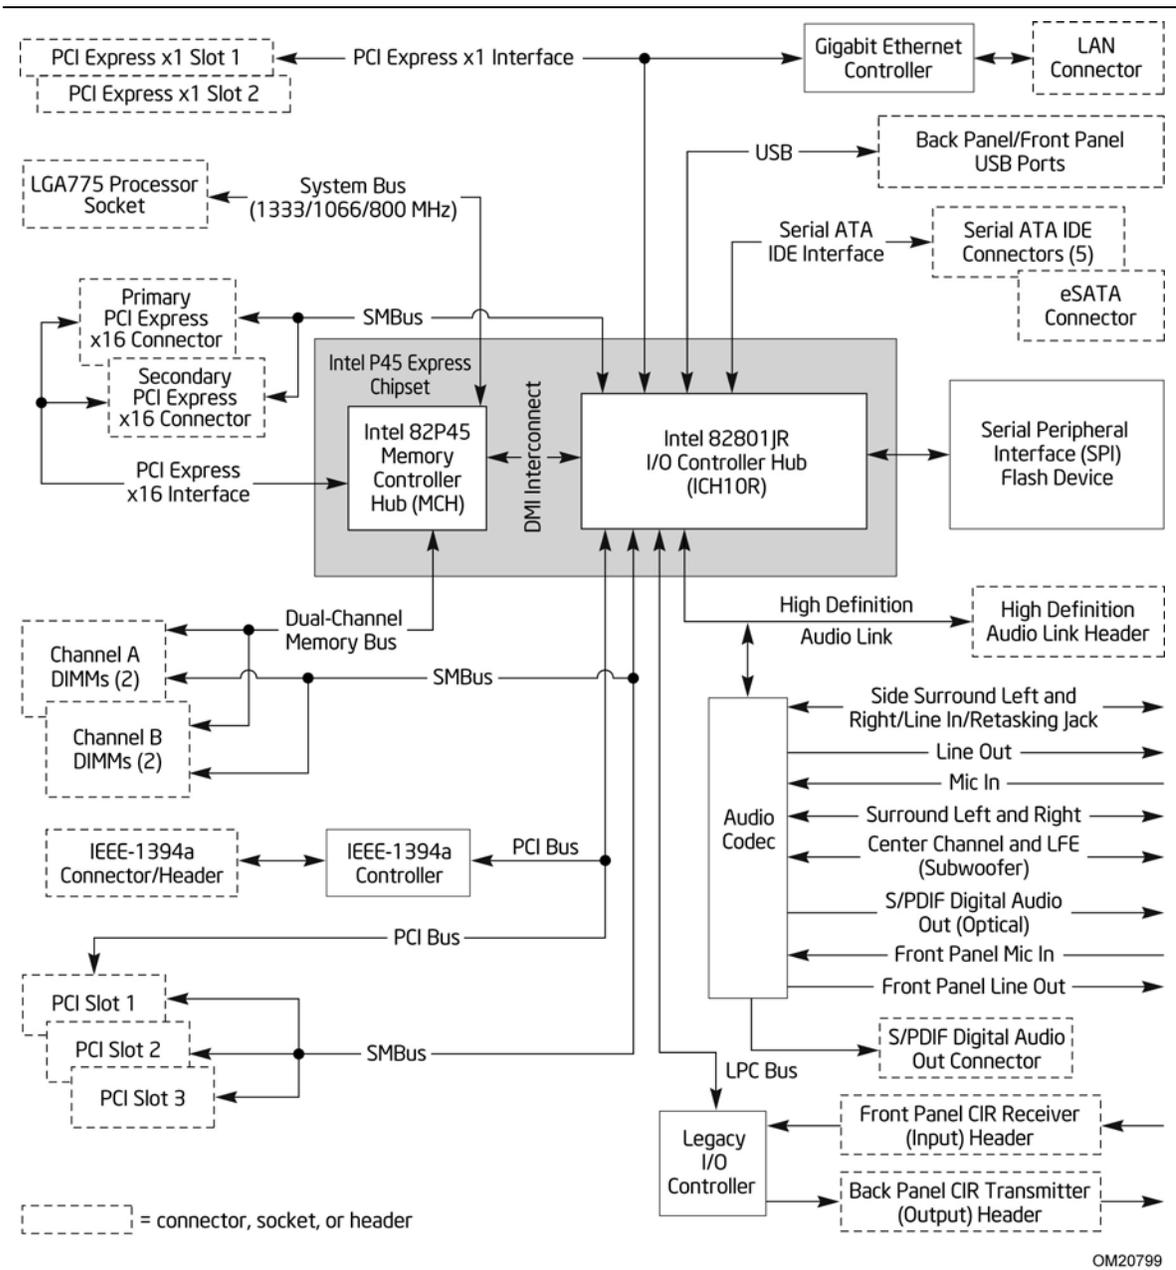 PCI Express x1 Slot 1
PCI Express x1 Slot 2
PCI Express x1 Interface
Gigabit Ethernet
Controller
LAN
Connector
USB
Back Panel/Front Panel
USB Ports
LGA775 Processor
Socket
System Bus
(1333/1066/800 MHz)
Serial ATA
IDE Interface
Serial ATA IDE
Connectors (5)
eSATA
Connector
Primary
PCI Express
x16 Connector
Secondary
PCI Express
x16 Connector
SMBus
PCI Express
x16 Interface
Intel P45 Express
Chipset
Intel 82P45
Memory
Controller
Hub (MCH)
DMI Interconnect
Intel 82801JR
I/O Controller Hub
(ICH10R)
Serial Peripheral
Interface (SPI)
Flash Device
Dual-Channel
Memory Bus
High Definition
Audio Link
High Definition
Audio Link Header
Channel A
DIMMs (2)
Channel B
DIMMs (2)
SMBus
Audio
Codec
Side Surround Left and
Right/Line In/Retasking Jack
Line Out
Mic In
Surround Left and Right
Center Channel and LFE
(Subwoofer)
S/PDIF Digital Audio
Out (Optical)
Front Panel Mic In
Front Panel Line Out
IEEE-1394a
Connector/Header
IEEE-1394a
Controller
PCI Bus
PCI Bus
PCI Slot 1
PCI Slot 2
PCI Slot 3
SMBus
S/PDIF Digital Audio
Out Connector
LPC Bus
Legacy
I/O
Controller
Front Panel CIR Receiver
(Input) Header
Back Panel CIR Transmitter
(Output) Header
= connector, socket, or header
OM20799